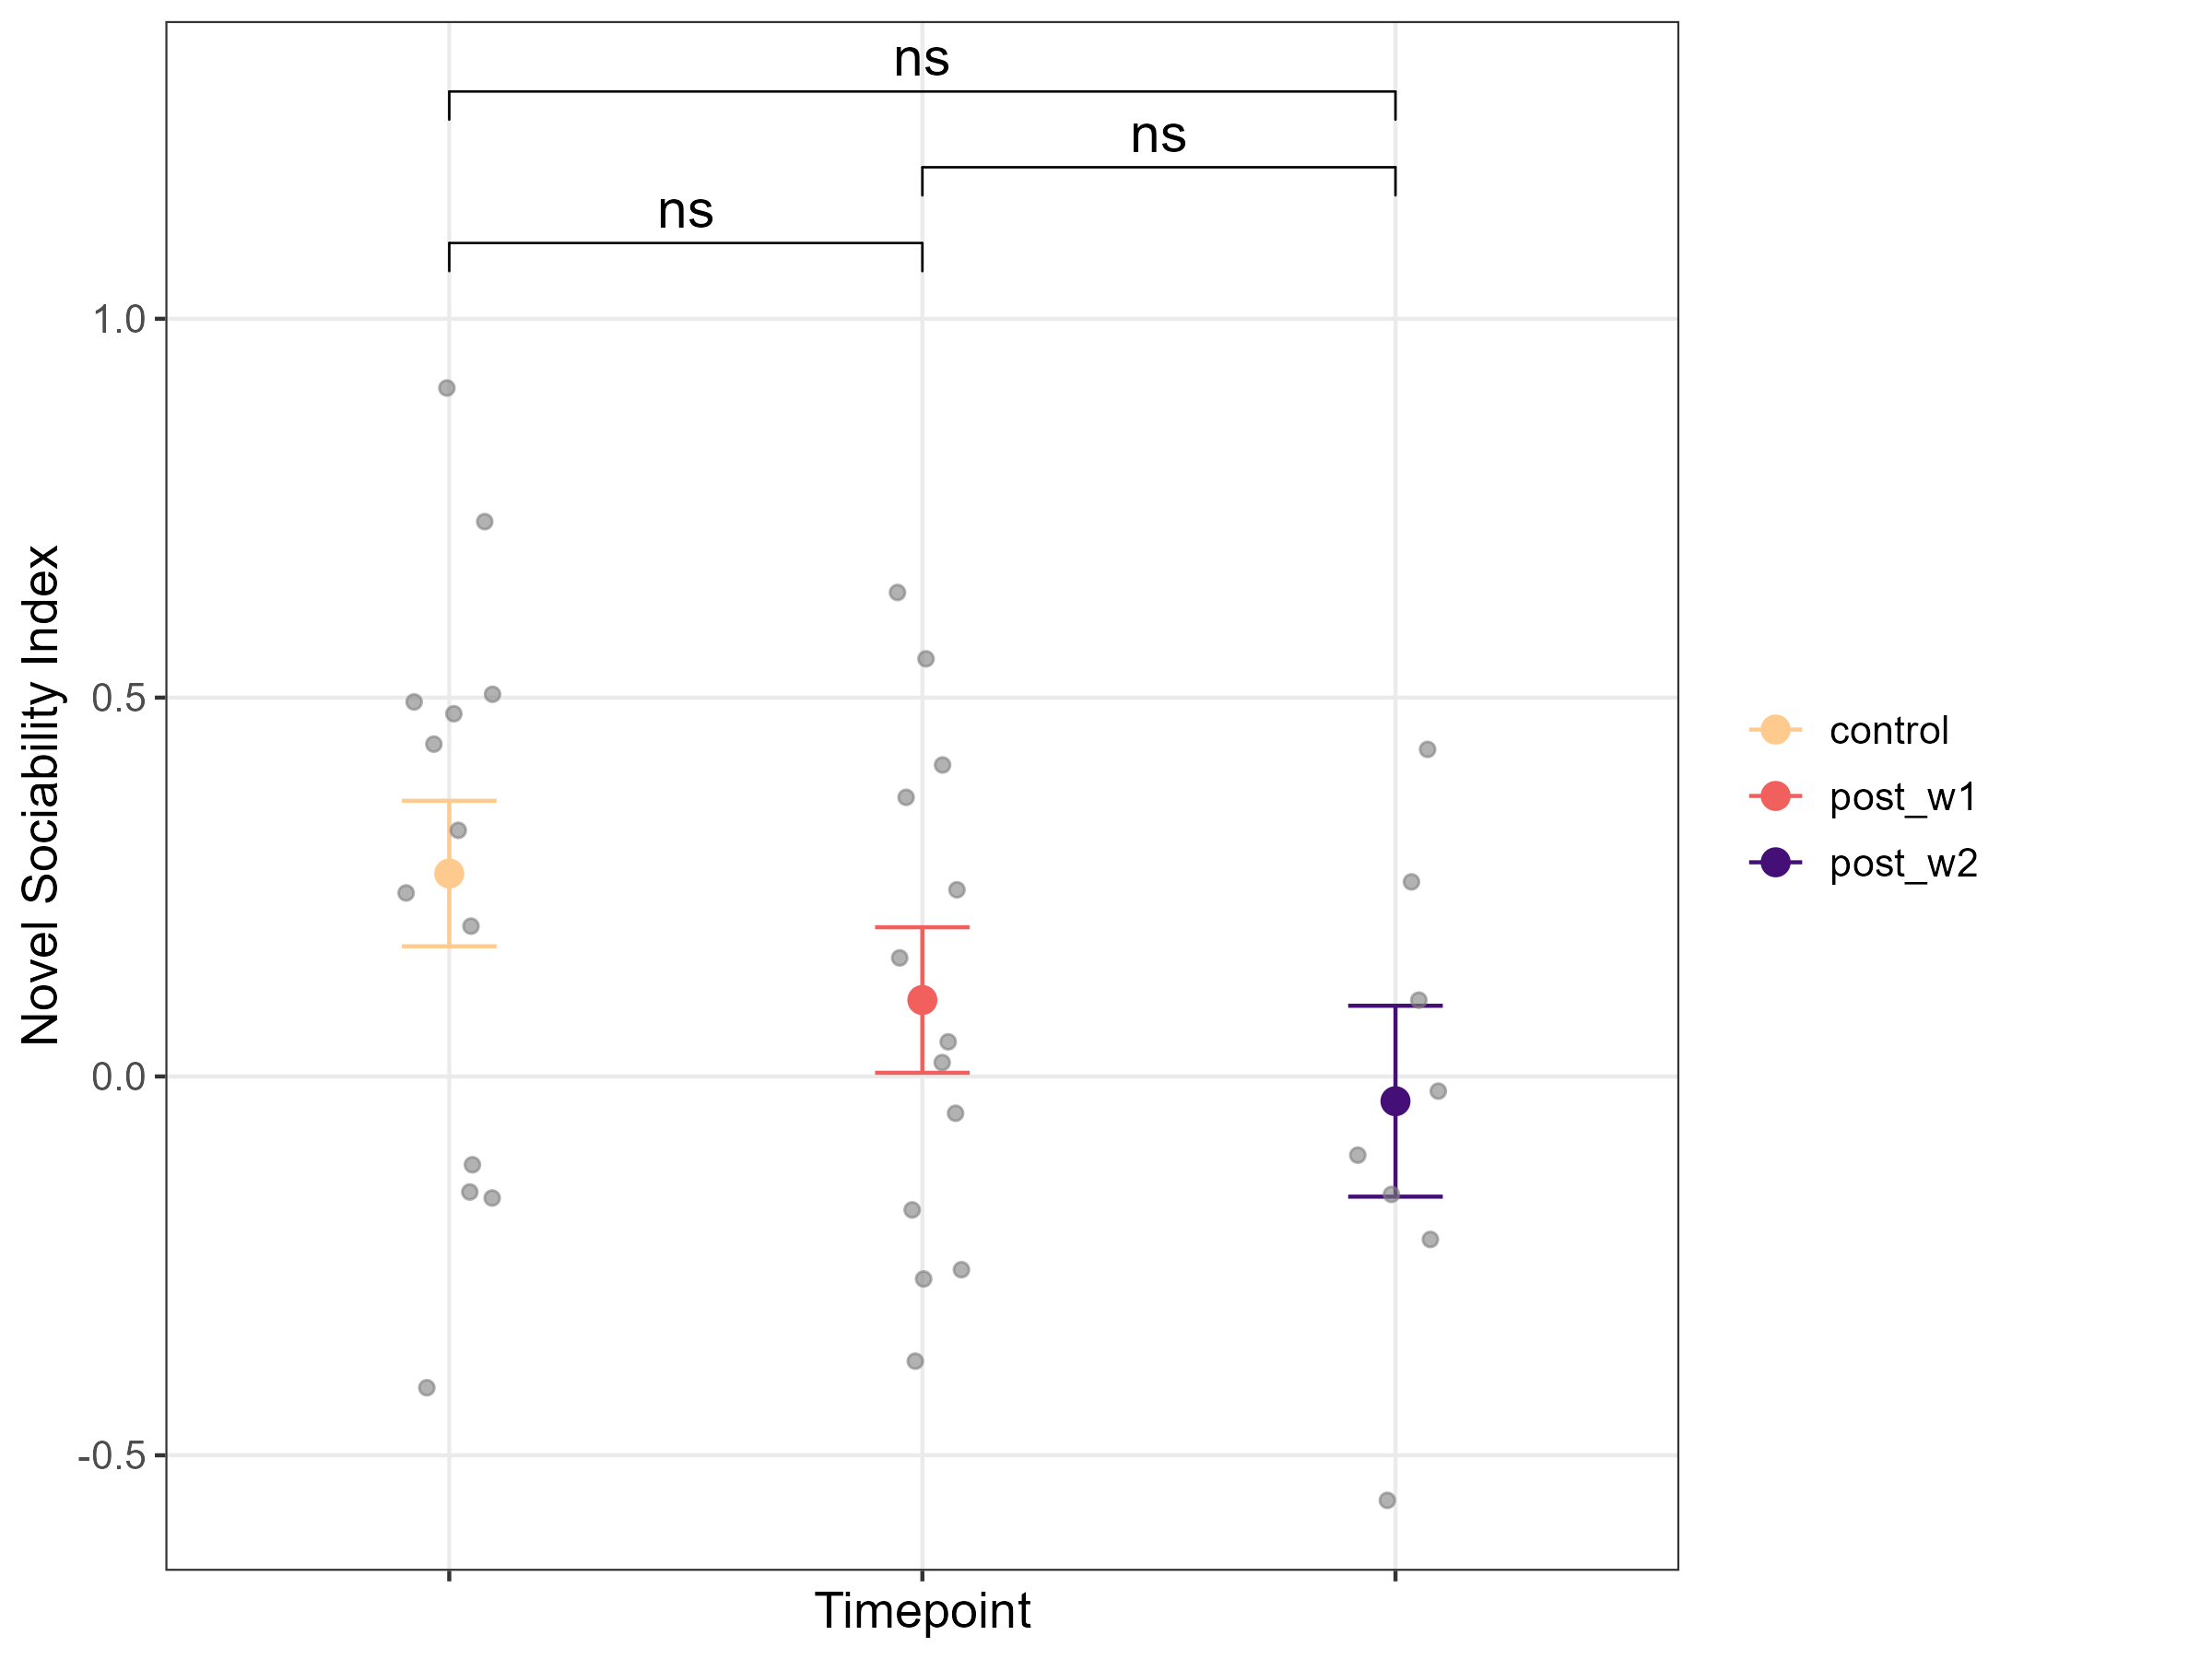 ns
ns
ns
1.0
0.5
0.0
-0.5
Novel Sociability Index
Timepoint
control
post_w1
post_w2